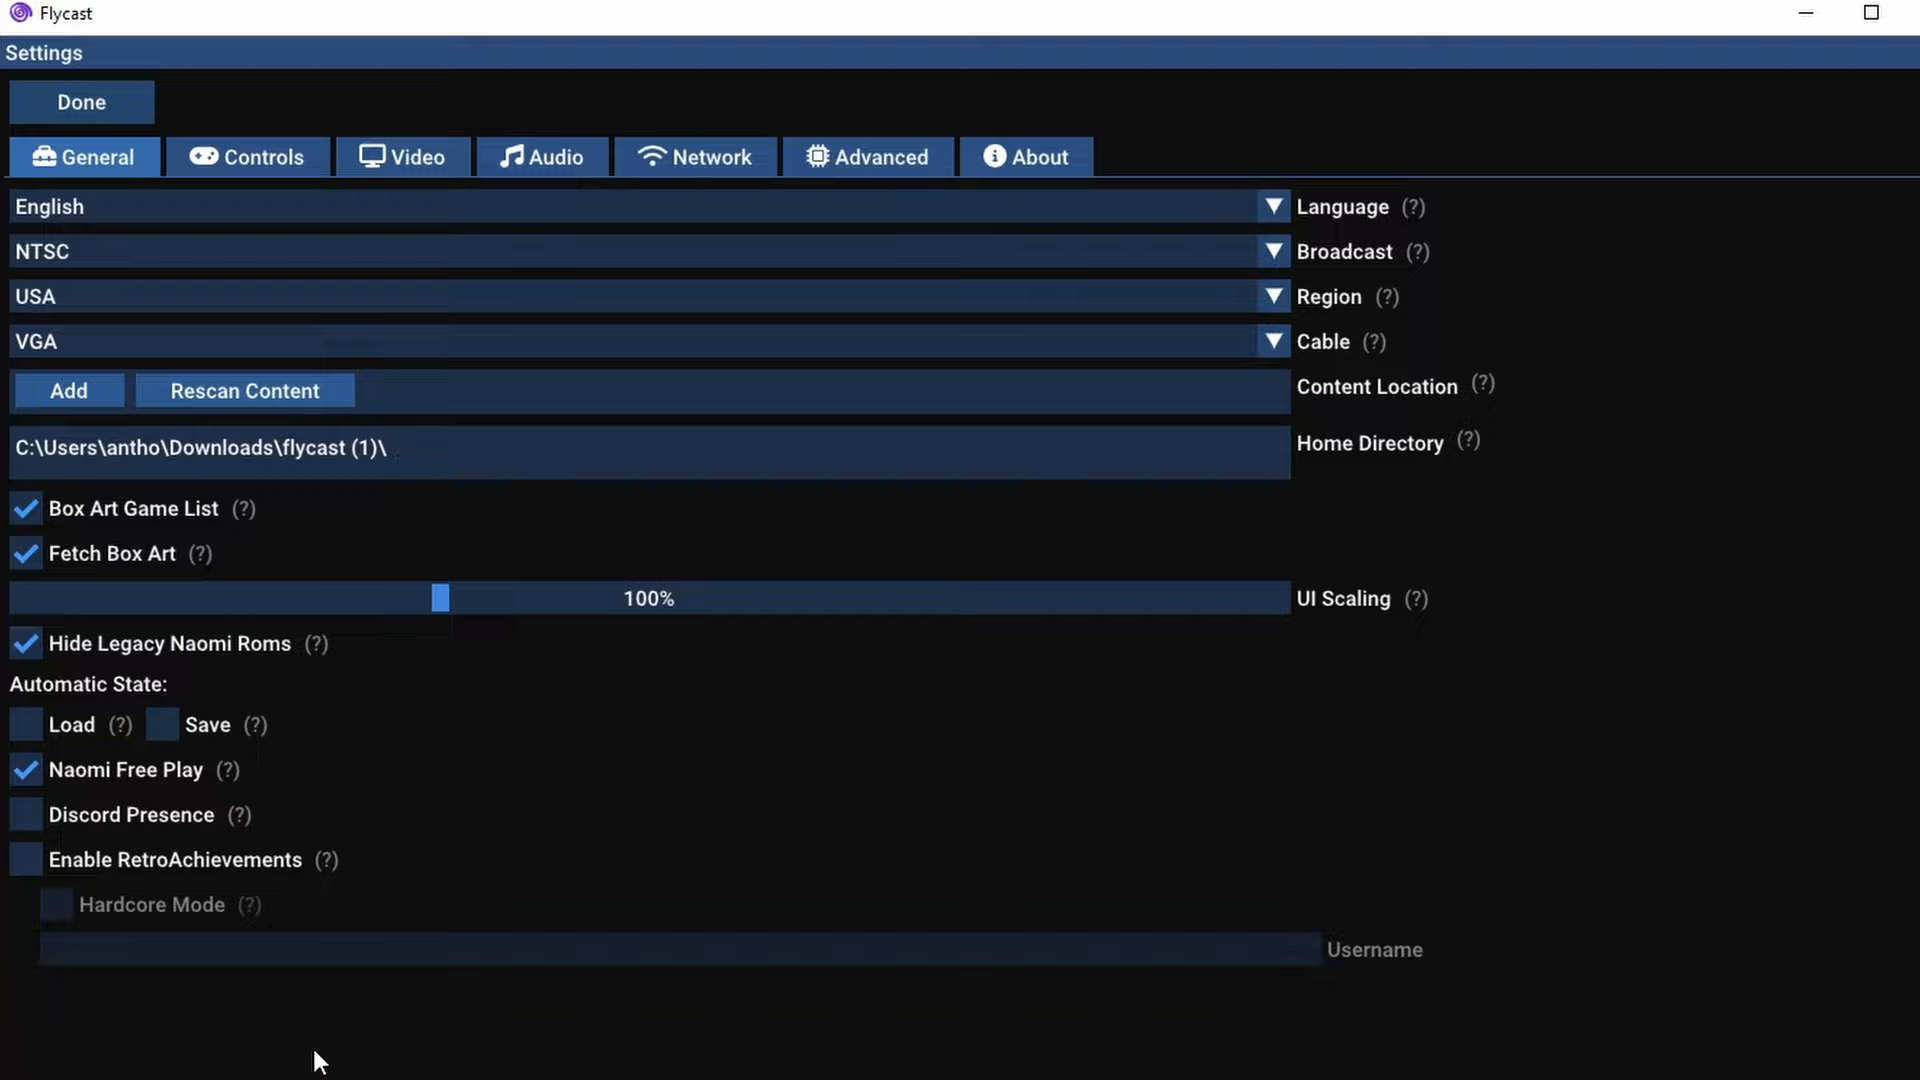 Flycast
Settings
Done
General Controls Video Audio Network Advanced About
English Language (?)
NTSC Broadcast (?)
USA Region (?)
VGA Cable (?)
Add Rescan Content Content Location (?)
C:\Users\antho\Downloads\flycast (1)\ Home Directory (?)
Box Art Game List (?)
Fetch Box Art (?)
100% UI Scaling (?)
Hide Legacy Naomi Roms (?)
Automatic State:
Load (?) Save (?)
Naomi Free Play (?)
Discord Presence (?)
Enable RetroAchievements (?)
Hardcore Mode (?)
Username